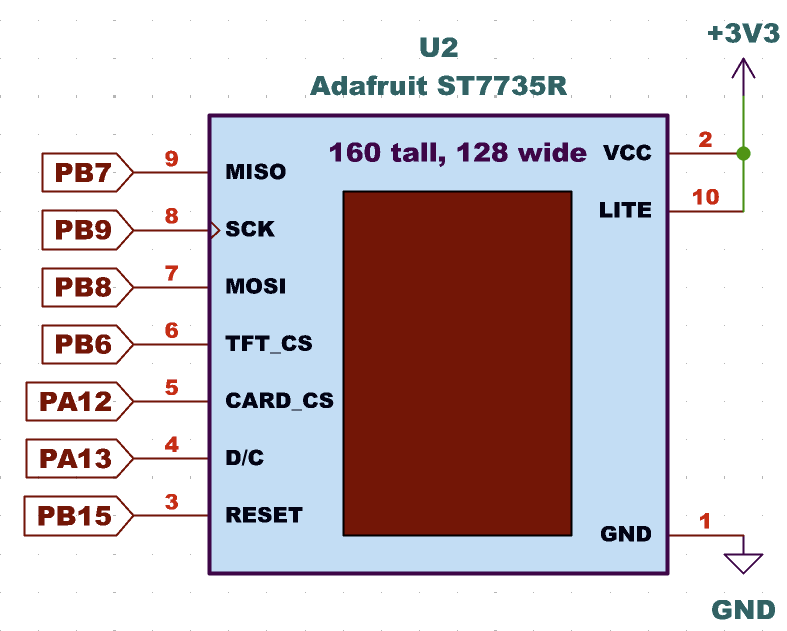 +3V3
U2
Adafruit ST7735R
160 tall, 128 wide
PB7 9 MISO
VCC 2
PB9 8 SCK
LITE 10
PB8 7 MOSI
PB6 6 TFT_CS
PA12 5 CARD_CS
PA13 4 D/C
PB15 3 RESET
GND 1
GND